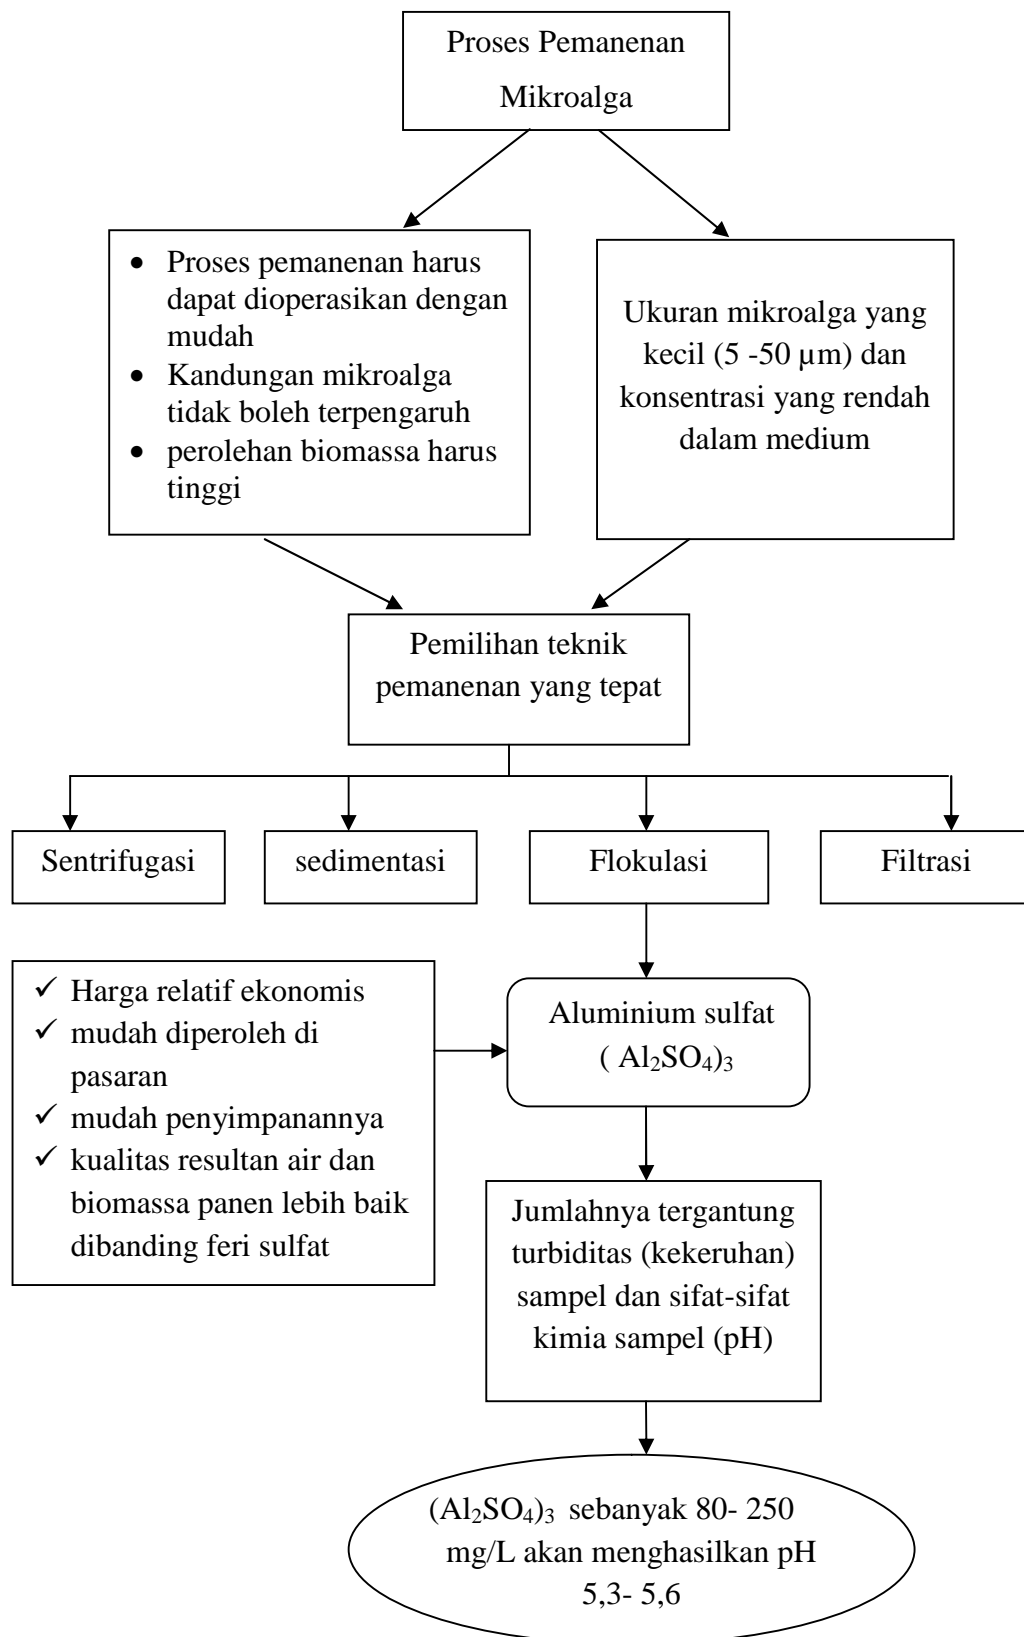 Proses Pemanenan
Mikroalga
• Proses pemanenan harus
dapat dioperasikan dengan
mudah
• Kandungan mikroalga
tidak boleh terpengaruh
• perolehan biomassa harus
tinggi
Ukuran mikroalga yang
kecil (5 -50 µm) dan
konsentrasi yang rendah
dalam medium
Pemilihan teknik
pemanenan yang tepat
Sentrifugasi
sedimentasi
Flokulasi
Filtrasi
✓ Harga relatif ekonomis
✓ mudah diperoleh di
pasaran
✓ mudah penyimpanannya
✓ kualitas resultan air dan
biomassa panen lebih baik
dibanding feri sulfat
Aluminium sulfat
( Al₂SO₄)₃
Jumlahnya tergantung
turbiditas (kekeruhan)
sampel dan sifat-sifat
kimia sampel (pH)
(Al₂SO₄)₃ sebanyak 80- 250
mg/L akan menghasilkan pH
5,3- 5,6